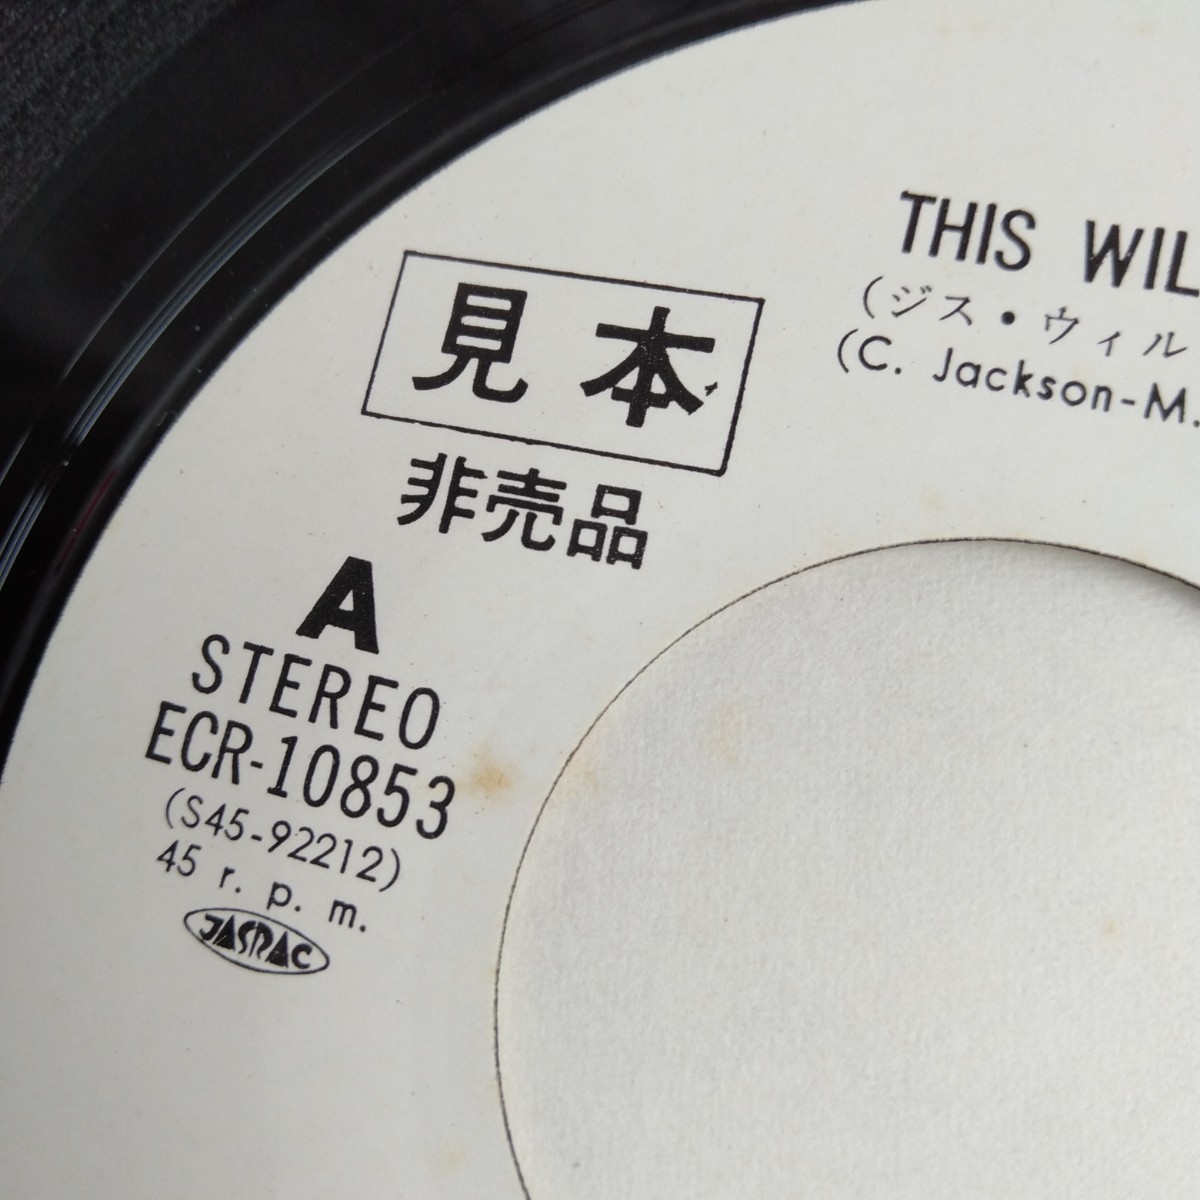 THIS WIL
(ジス・ウィル
(C. Jackson-M.
見本
非売品
A
STEREO
ECR-10853
(S45-92212)
45 r. p. m.
JASRAC